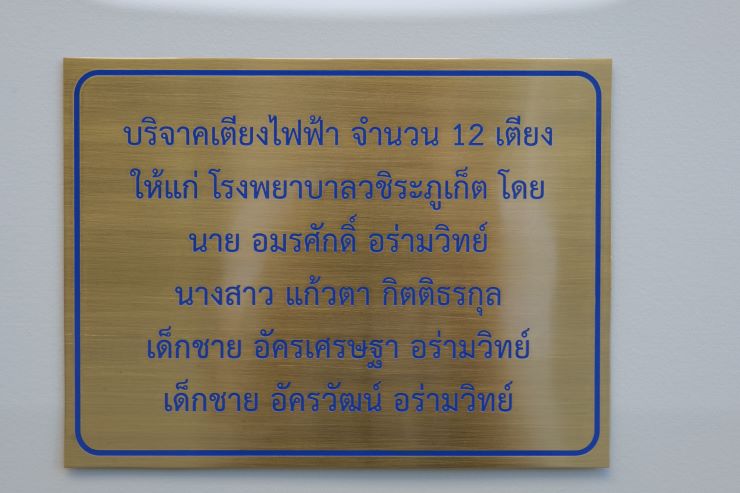 บริจาคเตียงไฟฟ้า จำนวน 12 เตียง
ให้แก่ โรงพยาบาลวชิระภูเก็ต โดย
นาย อมรศักดิ์ อร่ามวิทย์
นางสาว แก้วตา กิตติธรกุล
เด็กชาย อัครเศรษฐา อร่ามวิทย์
เด็กชาย อัครวัฒน์ อร่ามวิทย์